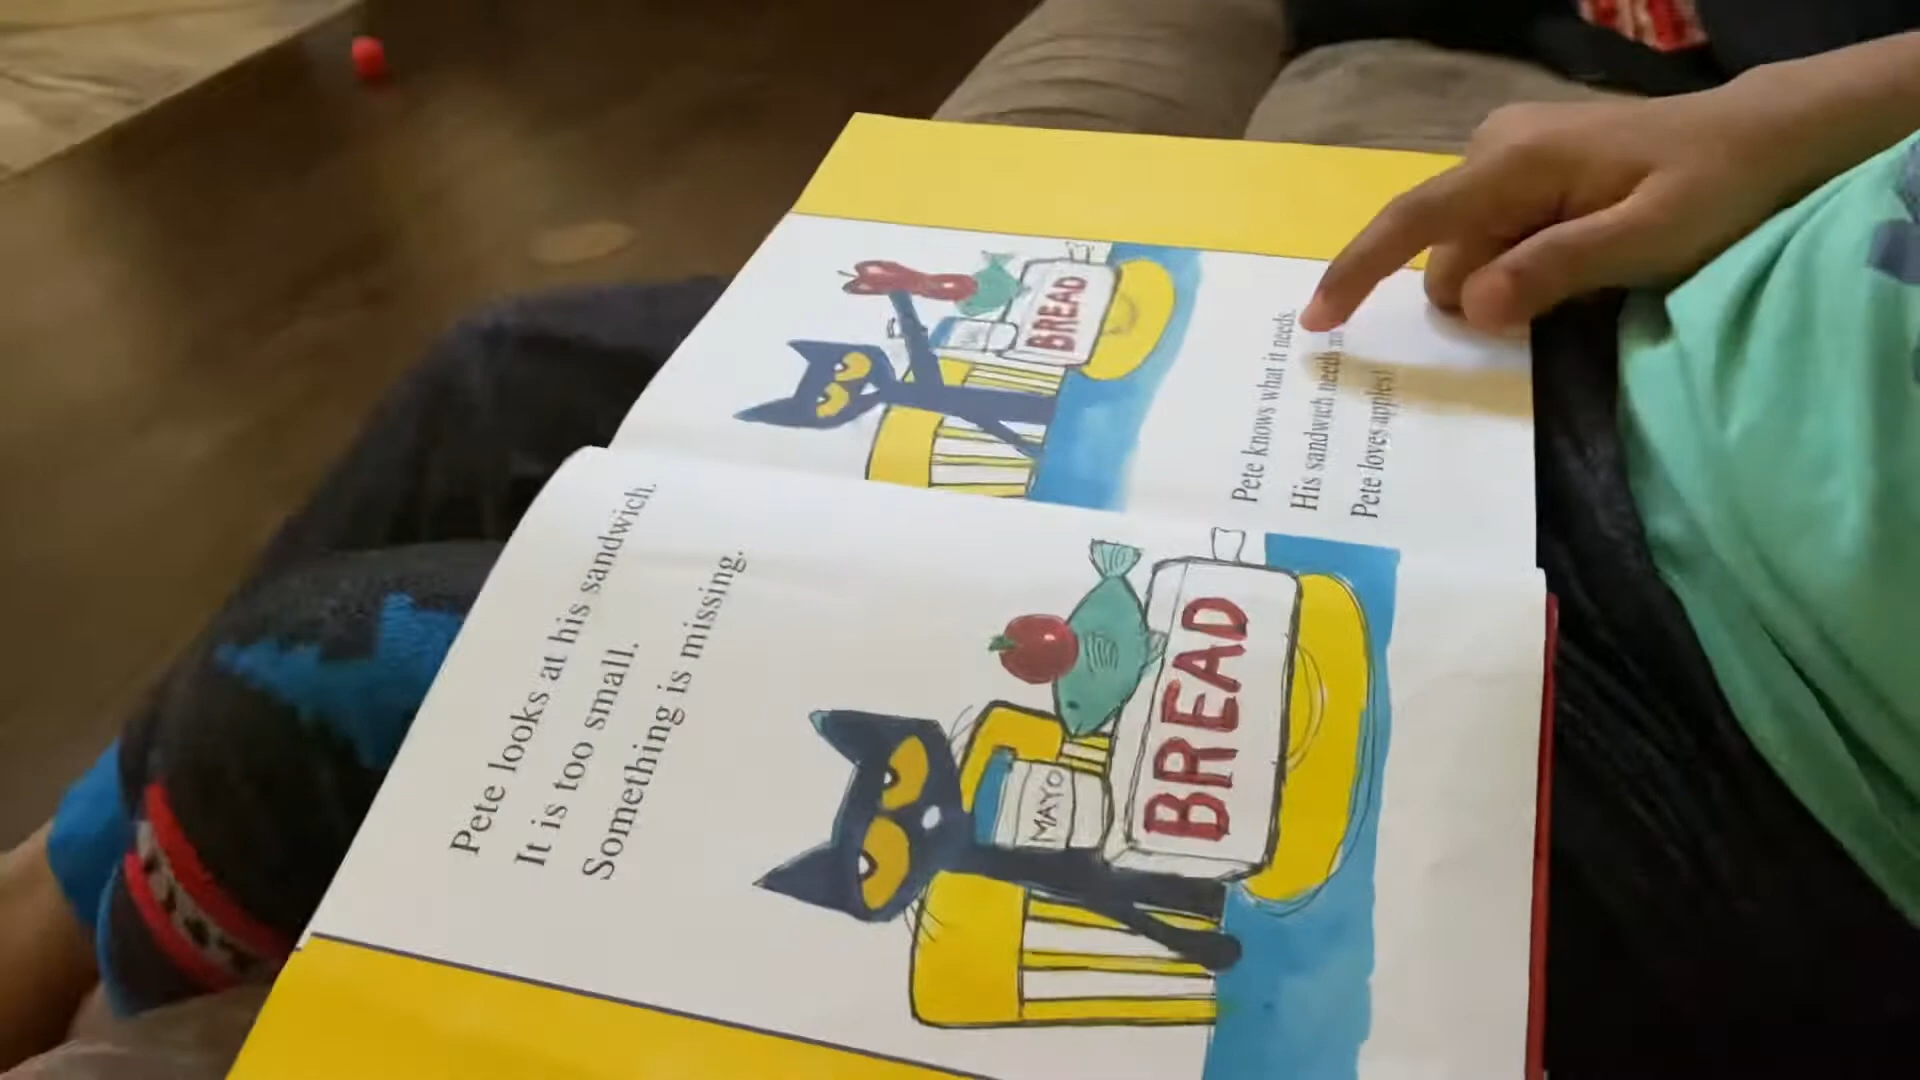 Pete looks at his sandwich.
It is too small.
Something is missing.
MAYO
BREAD
Pete knows what it needs.
His sandwich needs
Pete loves apples!
BREAD